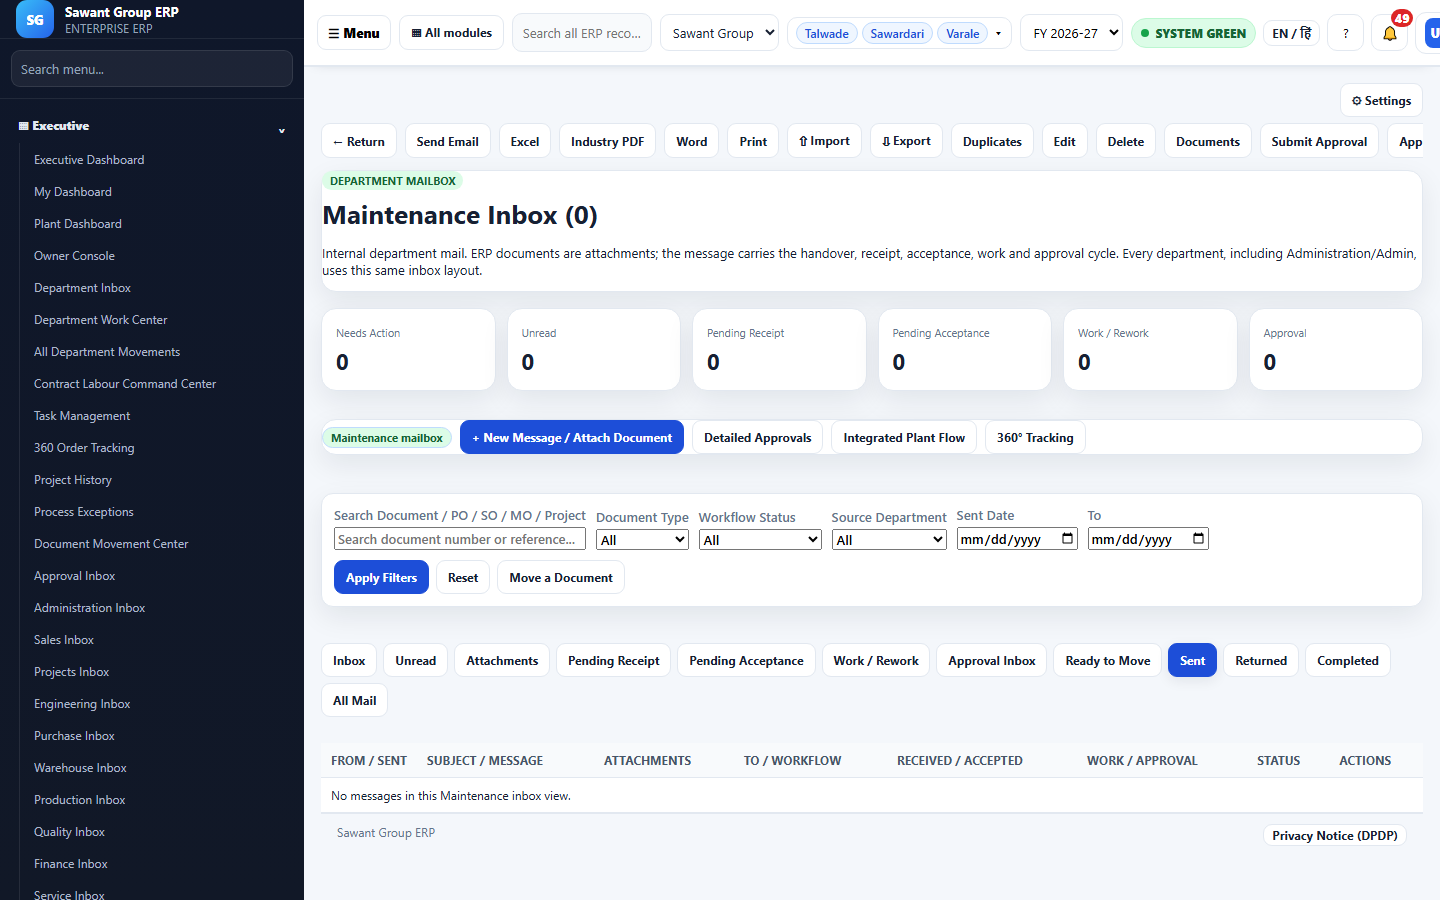 SG
Sawant Group ERP
ENTERPRISE ERP
Search menu...
Executive
Executive Dashboard
My Dashboard
Plant Dashboard
Owner Console
Department Inbox
Department Work Center
All Department Movements
Contract Labour Command Center
Task Management
360 Order Tracking
Project History
Process Exceptions
Document Movement Center
Approval Inbox
Administration Inbox
Sales Inbox
Projects Inbox
Engineering Inbox
Purchase Inbox
Warehouse Inbox
Production Inbox
Quality Inbox
Finance Inbox
Service Inbox
☰ Menu
All modules
Search all ERP reco...
Sawant Group
Talwade
Sawardari
Varale
FY 2026-27
SYSTEM GREEN
EN / हिं
?
49
U
⚙ Settings
← Return
Send Email
Excel
Industry PDF
Word
Print
⇧ Import
⇩ Export
Duplicates
Edit
Delete
Documents
Submit Approval
App
DEPARTMENT MAILBOX
Maintenance Inbox (0)
Internal department mail. ERP documents are attachments; the message carries the handover, receipt, acceptance, work and approval cycle. Every department, including Administration/Admin,
uses this same inbox layout.
Needs Action
0
Unread
0
Pending Receipt
0
Pending Acceptance
0
Work / Rework
0
Approval
0
Maintenance mailbox
+ New Message / Attach Document
Detailed Approvals
Integrated Plant Flow
360° Tracking
Search Document / PO / SO / MO / Project
Search document number or reference...
Document Type
All
Workflow Status
All
Source Department
All
Sent Date
mm/dd/yyyy
To
mm/dd/yyyy
Apply Filters
Reset
Move a Document
Inbox
Unread
Attachments
Pending Receipt
Pending Acceptance
Work / Rework
Approval Inbox
Ready to Move
Sent
Returned
Completed
All Mail
FROM / SENT
SUBJECT / MESSAGE
ATTACHMENTS
TO / WORKFLOW
RECEIVED / ACCEPTED
WORK / APPROVAL
STATUS
ACTIONS
No messages in this Maintenance inbox view.
Sawant Group ERP
Privacy Notice (DPDP)